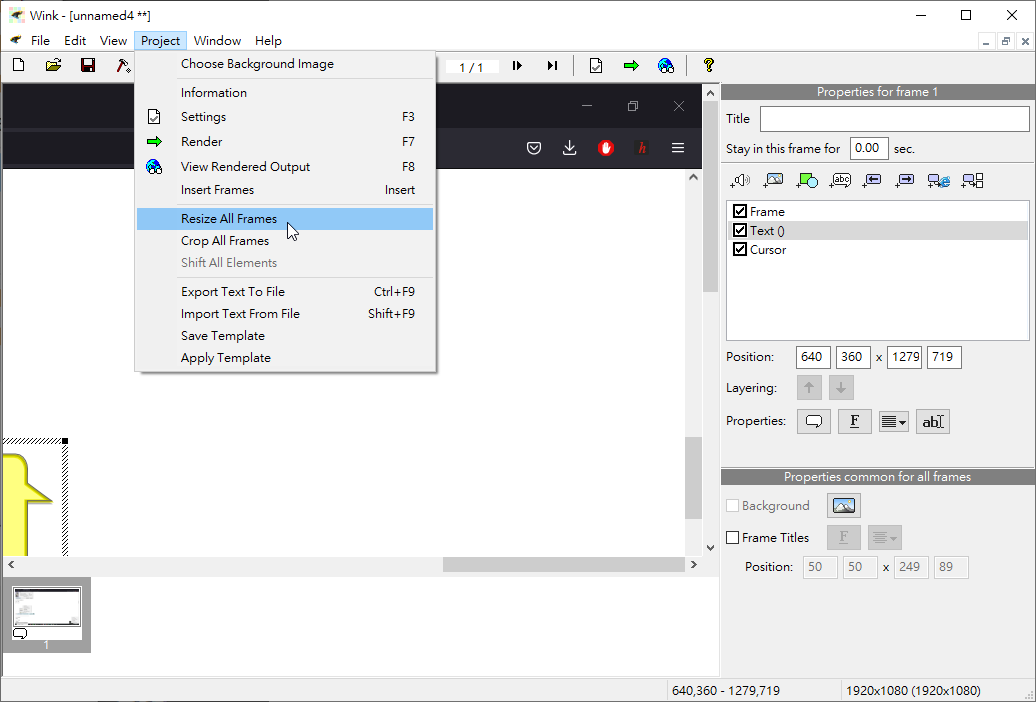 Wink - [unnamed4 **]
File Edit View Project Window Help
1 / 1
Choose Background Image
Information
Settings F3
Render F7
View Rendered Output F8
Insert Frames Insert
Resize All Frames
Crop All Frames
Shift All Elements
Export Text To File Ctrl+F9
Import Text From File Shift+F9
Save Template
Apply Template
1
Properties for frame 1
Title
Stay in this frame for 0.00 sec.
abc
Frame
Text ()
Cursor
Position: 640 360 x 1279 719
Layering:
Properties: F ab
Properties common for all frames
Background
Frame Titles F
Position: 50 50 x 249 89
640,360 - 1279,719 1920x1080 (1920x1080)